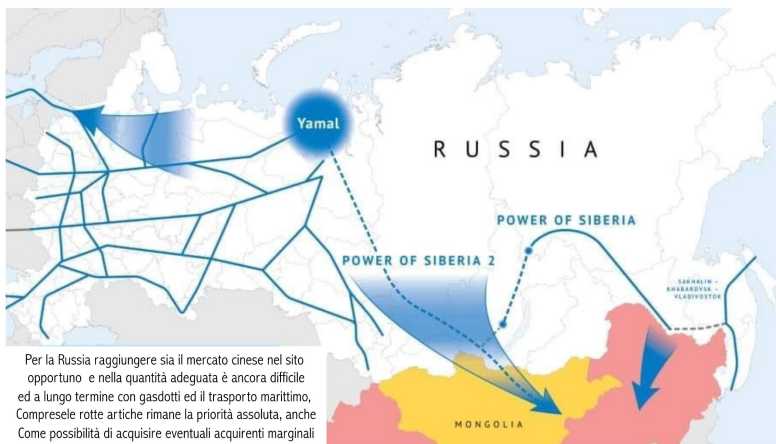 Yamal
RUSSIA
POWER OF SIBERIA
POWER OF SIBERIA 2
SAKHALIN –
KHABAROVSK –
VLADIVOSTOK
MONGOLIA
Per la Russia raggiungere sia il mercato cinese nel sito
opportuno e nella quantità adeguata è ancora difficile
ed a lungo termine con gasdotti ed il trasporto marittimo,
Compresele rotte artiche rimane la priorità assoluta, anche
Come possibilità di acquisire eventuali acquirenti marginali